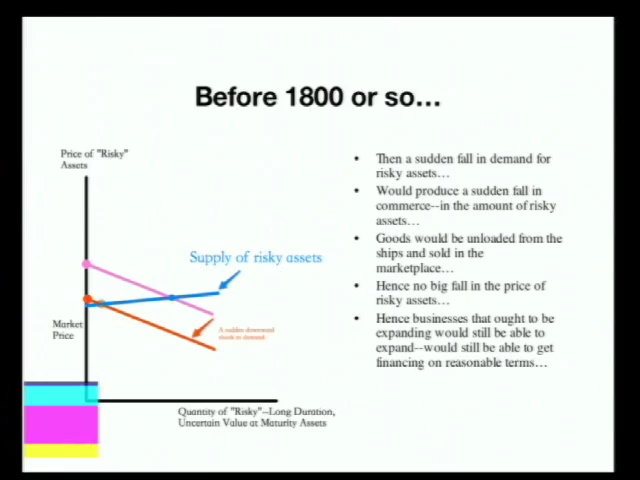 Before 1800 or so…
Price of "Risky"
Assets
Supply of risky assets
Market
Price
A sudden downward
shock to demand
Quantity of "Risky"--Long Duration,
Uncertain Value at Maturity Assets
• Then a sudden fall in demand for
risky assets…
• Would produce a sudden fall in
commerce--in the amount of risky
assets…
• Goods would be unloaded from the
ships and sold in the
marketplace…
• Hence no big fall in the price of
risky assets…
• Hence businesses that ought to be
expanding would still be able to
expand--would still be able to get
financing on reasonable terms…